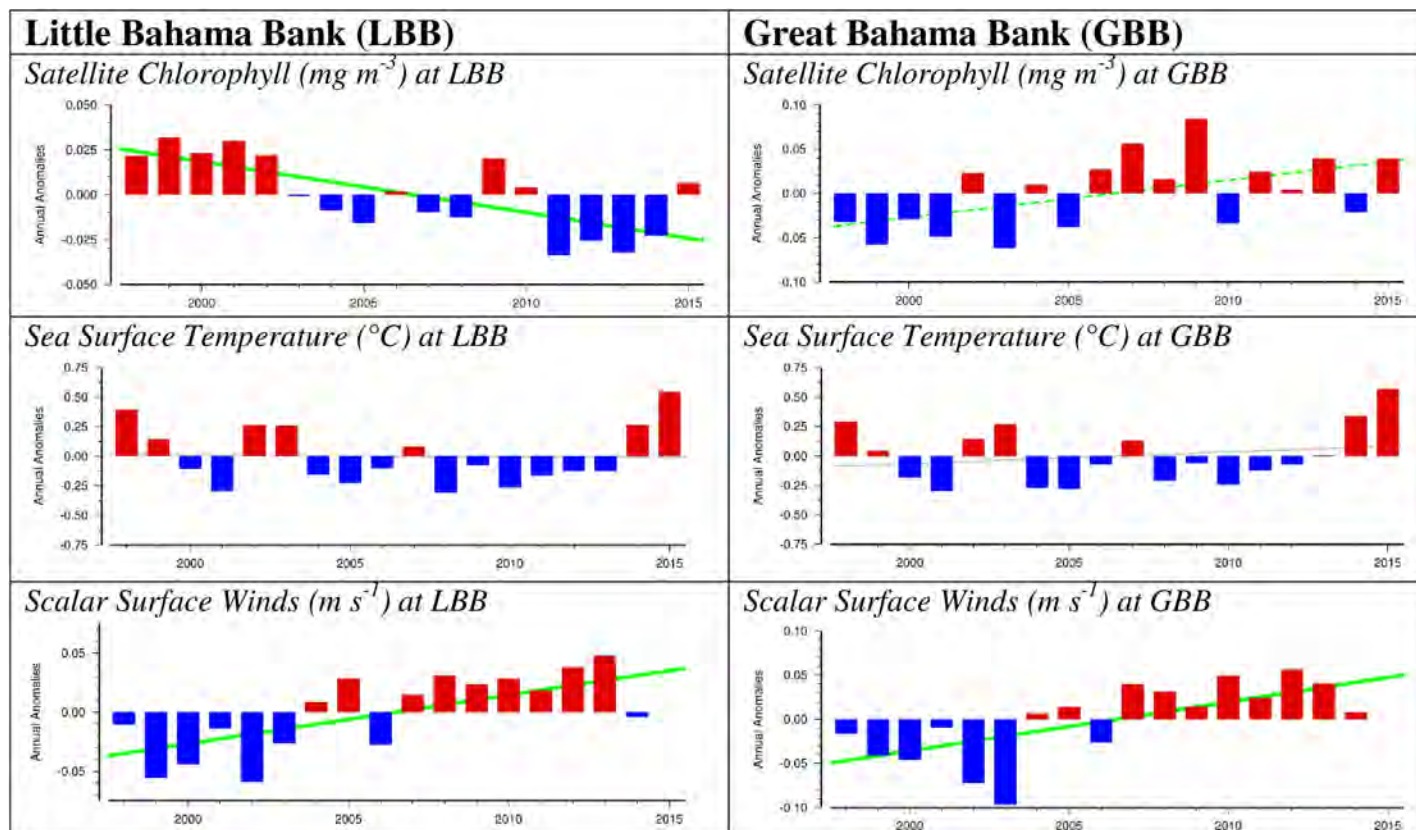 Little Bahama Bank (LBB)
Great Bahama Bank (GBB)
Satellite Chlorophyll (mg m⁻³) at LBB
0.050
0.025
0.000
-0.025
-0.050
Annual Anomalies
2000 2005 2010 2015
Satellite Chlorophyll (mg m⁻³) at GBB
0.10
0.05
0.00
-0.05
-0.10
Annual Anomalies
2000 2005 2010 2015
Sea Surface Temperature (°C) at LBB
0.75
0.50
0.25
0.00
-0.25
-0.50
-0.75
Annual Anomalies
2000 2005 2010 2015
Sea Surface Temperature (°C) at GBB
0.75
0.50
0.25
0.00
-0.25
-0.50
-0.75
Annual Anomalies
2000 2005 2010 2015
Scalar Surface Winds (m s⁻¹) at LBB
0.05
0.00
-0.05
Annual Anomalies
2000 2005 2010 2015
Scalar Surface Winds (m s⁻¹) at GBB
0.10
0.05
0.00
-0.05
-0.10
Annual Anomalies
2000 2005 2010 2015